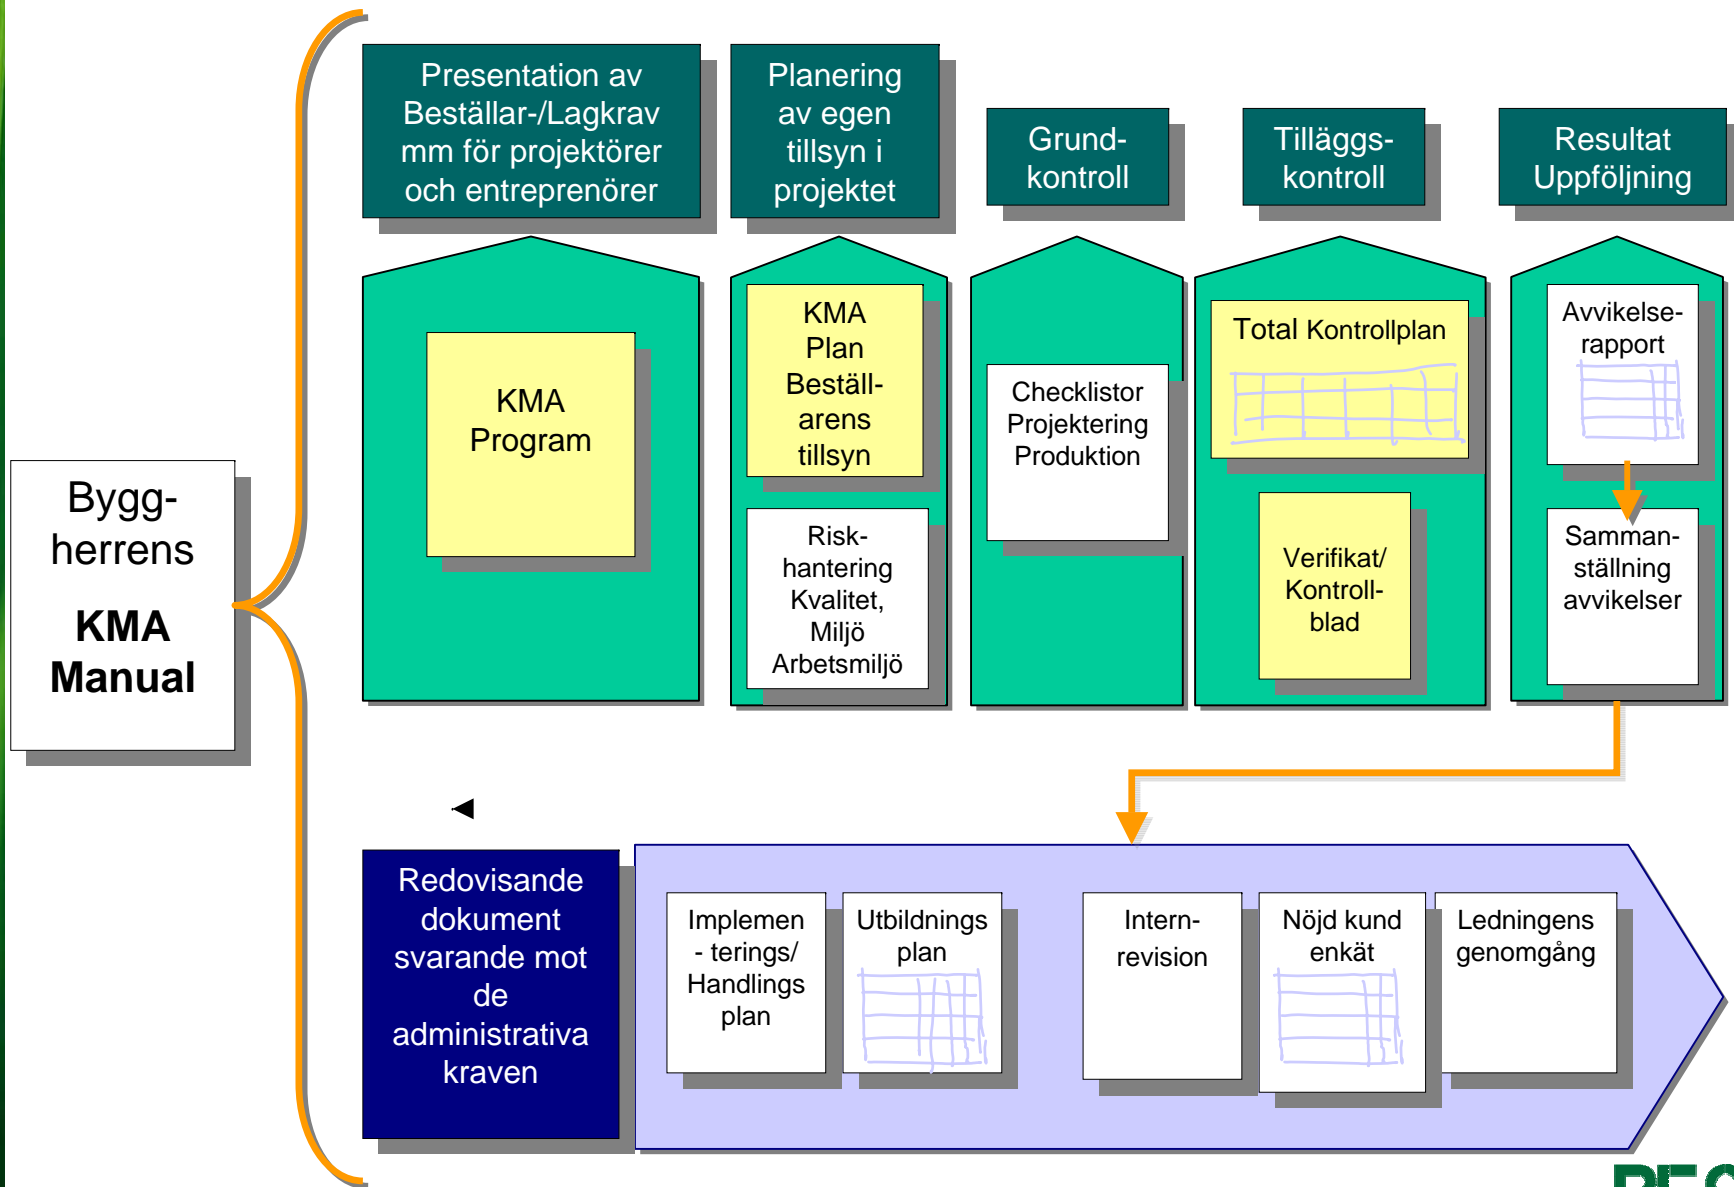 Presentation av
Beställar-/Lagkrav
mm för projektörer
och entreprenörer
Planering
av egen
tillsyn i
projektet
Grund-
kontroll
Tilläggs-
kontroll
Resultat
Uppföljning
KMA
Program
KMA
Plan
Beställ-
arens
tillsyn
Risk-
hantering
Kvalitet,
Miljö
Arbetsmiljö
Checklistor
Projektering
Produktion
Total Kontrollplan
Verifikat/
Kontroll-
blad
Avvikelse-
rapport
Samman-
ställning
avvikelser
Bygg-
herrens
KMA
Manual
Redovisande
dokument
svarande mot
de
administrativa
kraven
Implemen
- terings/
Handlings
plan
Utbildnings
plan
Intern-
revision
Nöjd kund
enkät
Ledningens
genomgång